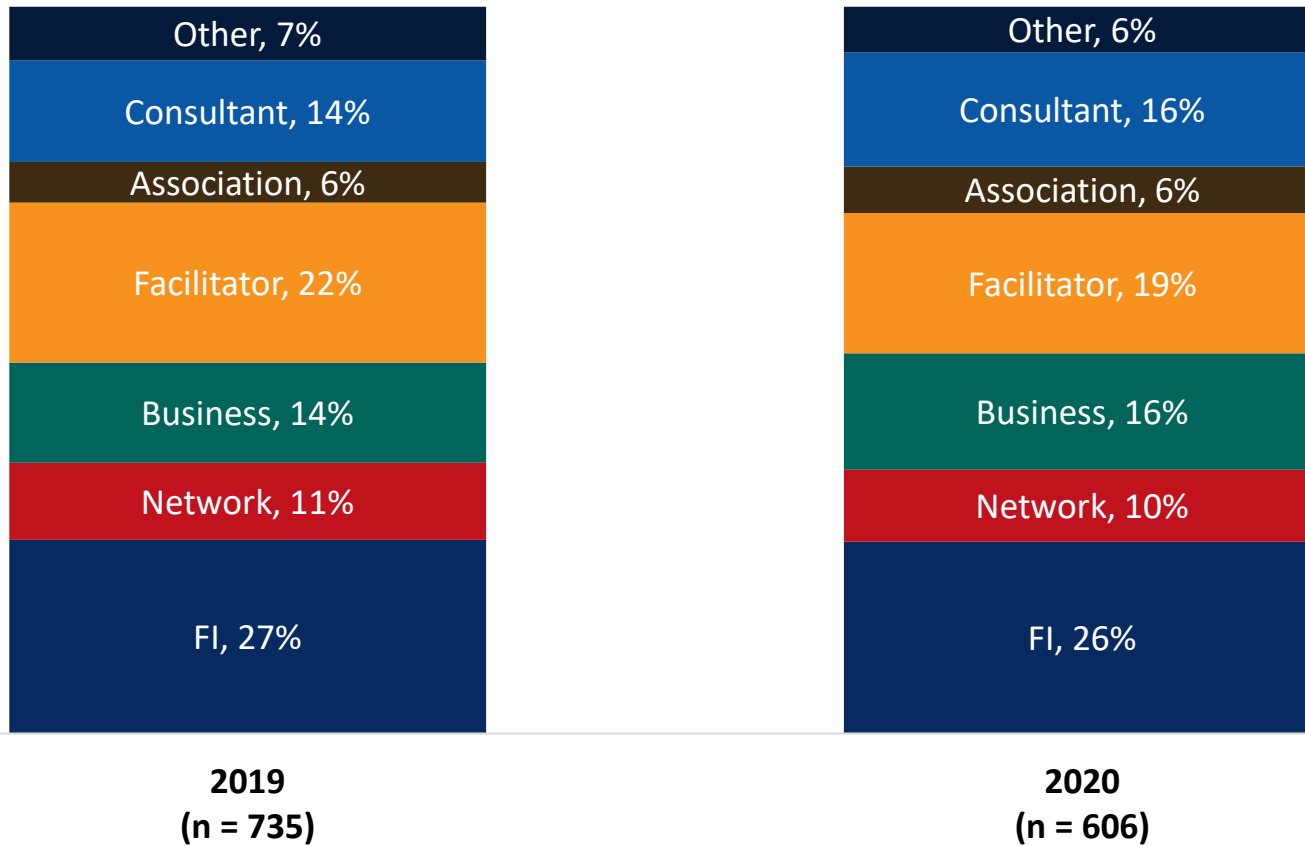 Other, 7%
Consultant, 14%
Association, 6%
Facilitator, 22%
Business, 14%
Network, 11%
FI, 27%
2019
(n = 735)
Other, 6%
Consultant, 16%
Association, 6%
Facilitator, 19%
Business, 16%
Network, 10%
FI, 26%
2020
(n = 606)